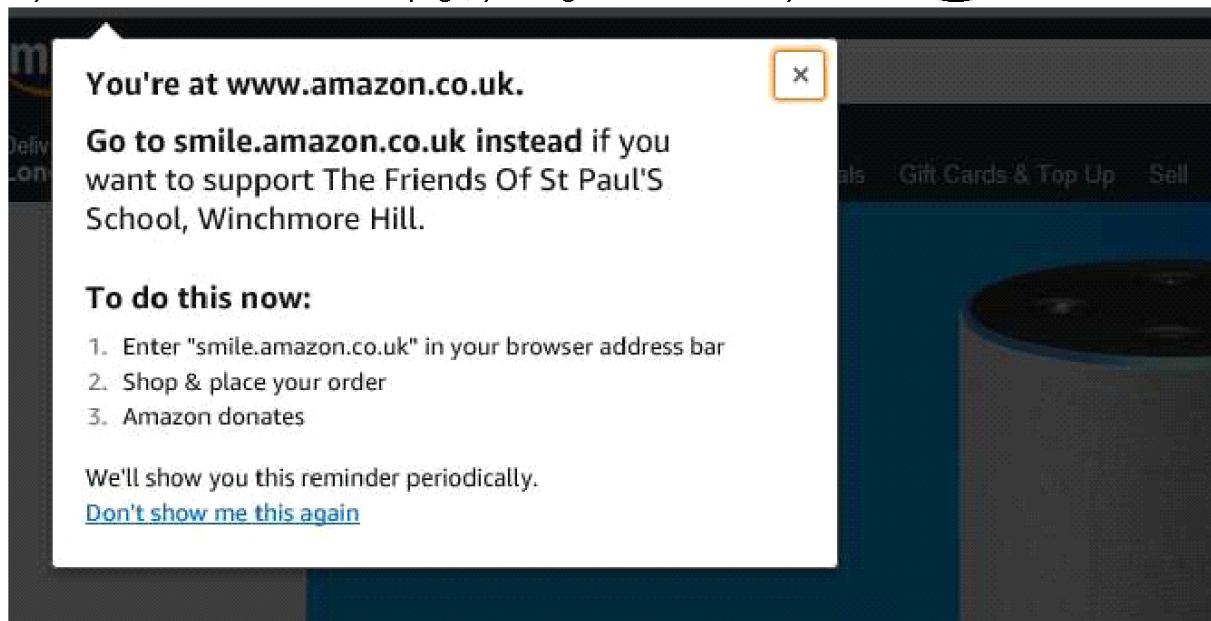 You're at www.amazon.co.uk.
Go to smile.amazon.co.uk instead if you
want to support The Friends Of St Paul'S
School, Winchmore Hill.
Gift Cards & Top Up Sell
To do this now:
1. Enter "smile.amazon.co.uk" in your browser address bar
2. Shop & place your order
3. Amazon donates
We'll show you this reminder periodically.
Don't show me this again